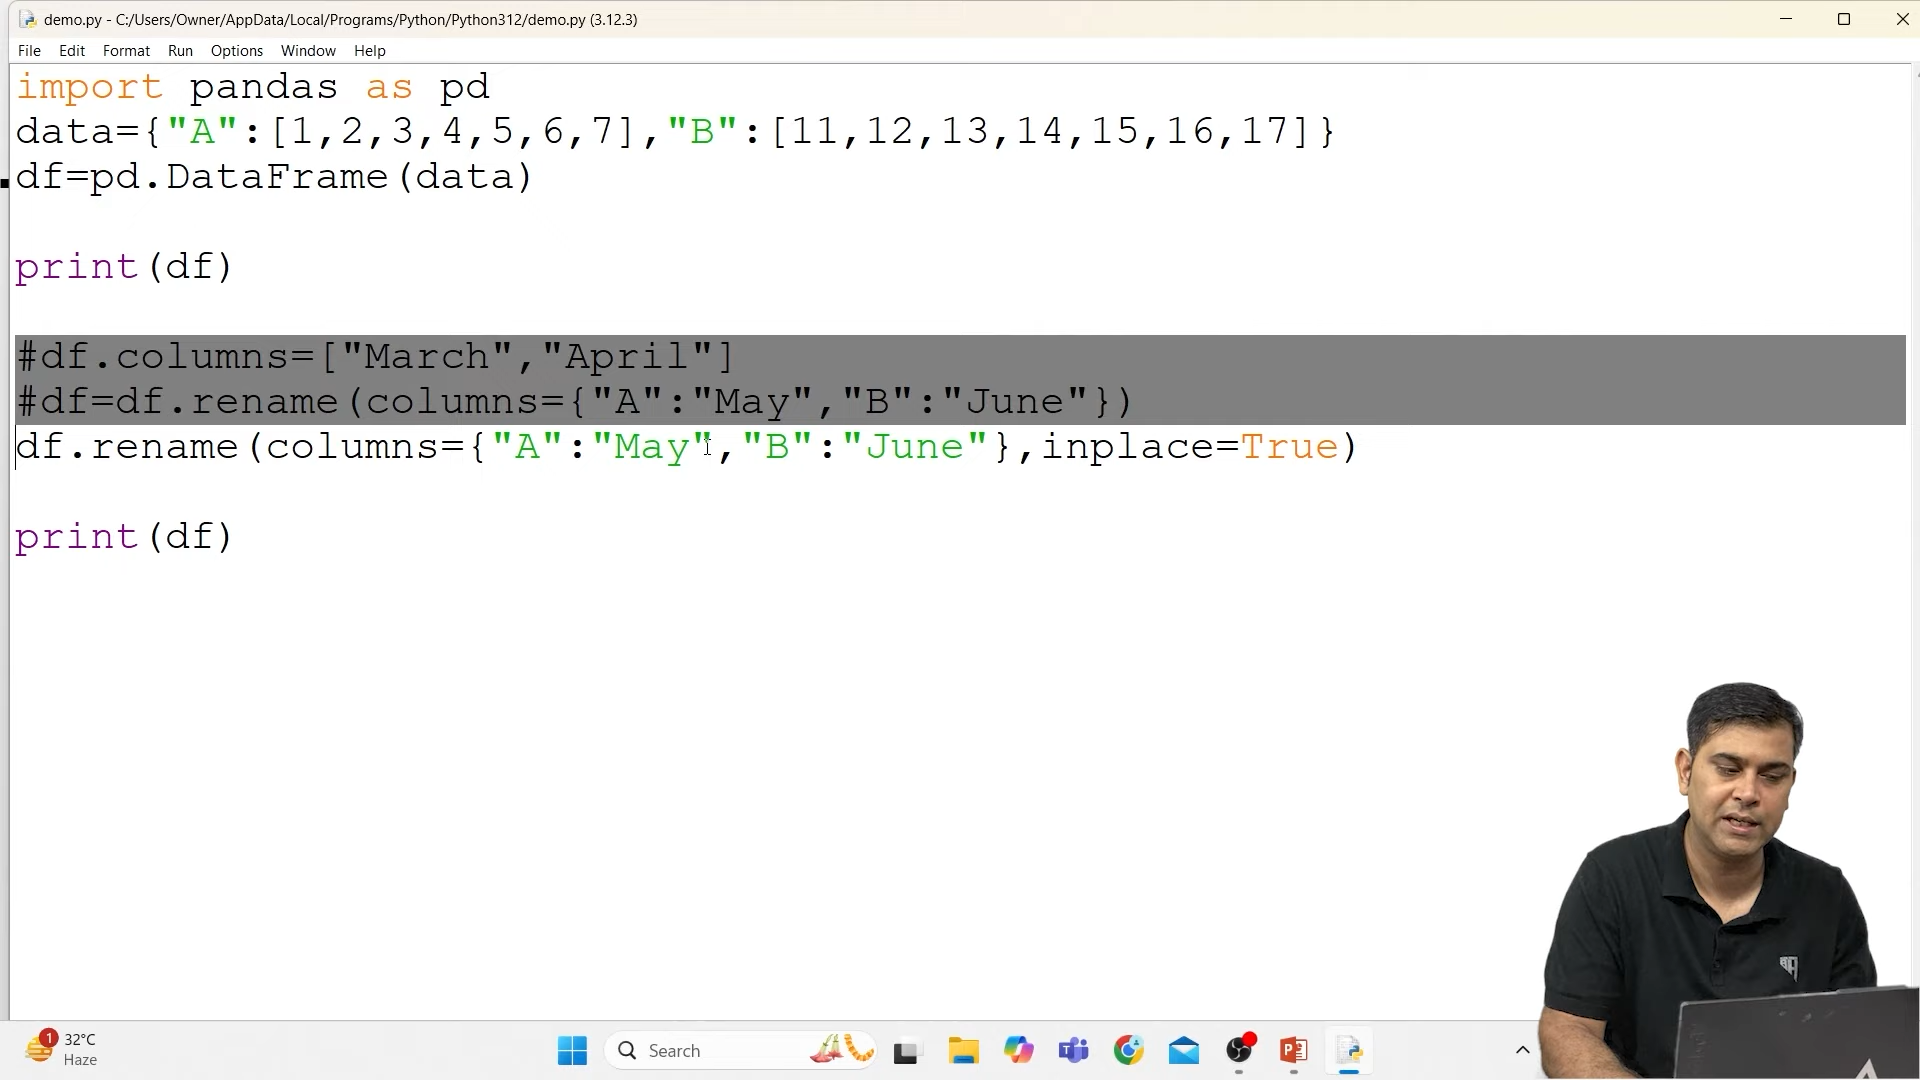 demo.py - C:/Users/Owner/AppData/Local/Programs/Python/Python312/demo.py (3.12.3)
File Edit Format Run Options Window Help
import pandas as pd
data={"A":[1,2,3,4,5,6,7],"B":[11,12,13,14,15,16,17]}
df=pd.DataFrame(data)
print(df)
#df.columns=["March","April"]
#df=df.rename(columns={"A":"May","B":"June"})
df.rename(columns={"A":"May","B":"June"},inplace=True)
print(df)
1
32°C
Haze
Search